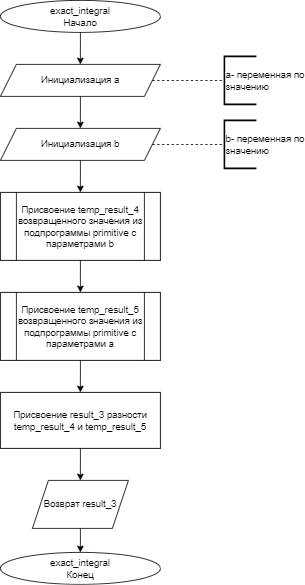 exact_integral
Начало
Инициализация a
a- переменная по
значению
Инициализация b
b- переменная по
значению
Присвоение temp_result_4
возвращенного значения из
подпрограммы primitive с
параметрами b
Присвоение temp_result_5
возвращенного значения из
подпрограммы primitive с
параметрами a
Присвоение result_3 разности
temp_result_4 и temp_result_5
Возврат result_3
exact_integral
Конец